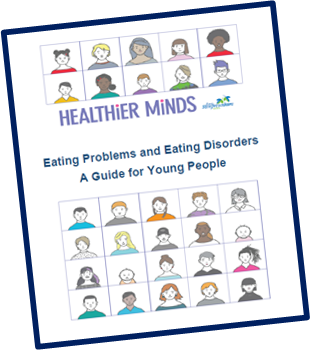 HEALTHiER MiNDS
Eating Problems and Eating Disorders
A Guide for Young People